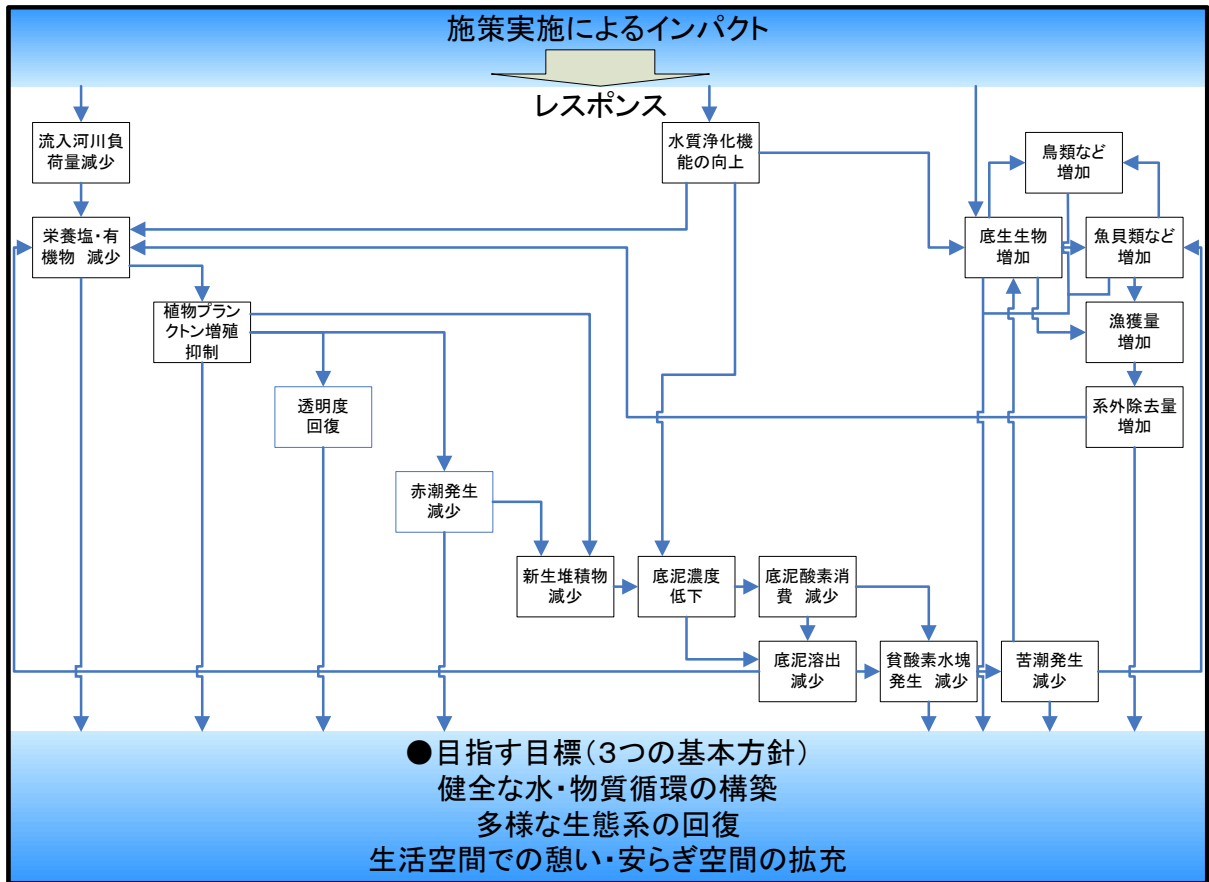 施策実施によるインパクト
レスポンス
流入河川負
荷量減少
水質浄化機
能の向上
鳥類など
増加
栄養塩・有
機物 減少
底生生物
増加
魚貝類など
増加
植物プラン
クトン増殖
抑制
漁獲量
増加
透明度
回復
系外除去量
増加
赤潮発生
減少
新生堆積物
減少
底泥濃度
低下
底泥酸素消
費 減少
底泥溶出
減少
貧酸素水塊
発生 減少
苦潮発生
減少
●目指す目標(3つの基本方針)
健全な水・物質循環の構築
多様な生態系の回復
生活空間での憩い・安らぎ空間の拡充